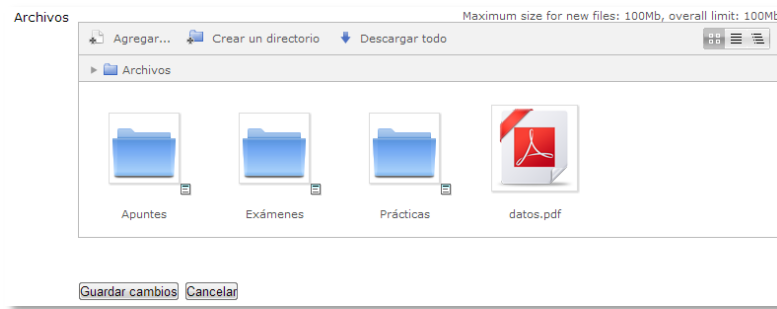 Archivos
Maximum size for new files: 100Mb, overall limit: 100Mb
Agregar... Crear un directorio Descargar todo
Archivos
Apuntes Exámenes Prácticas datos.pdf
Guardar cambios Cancelar